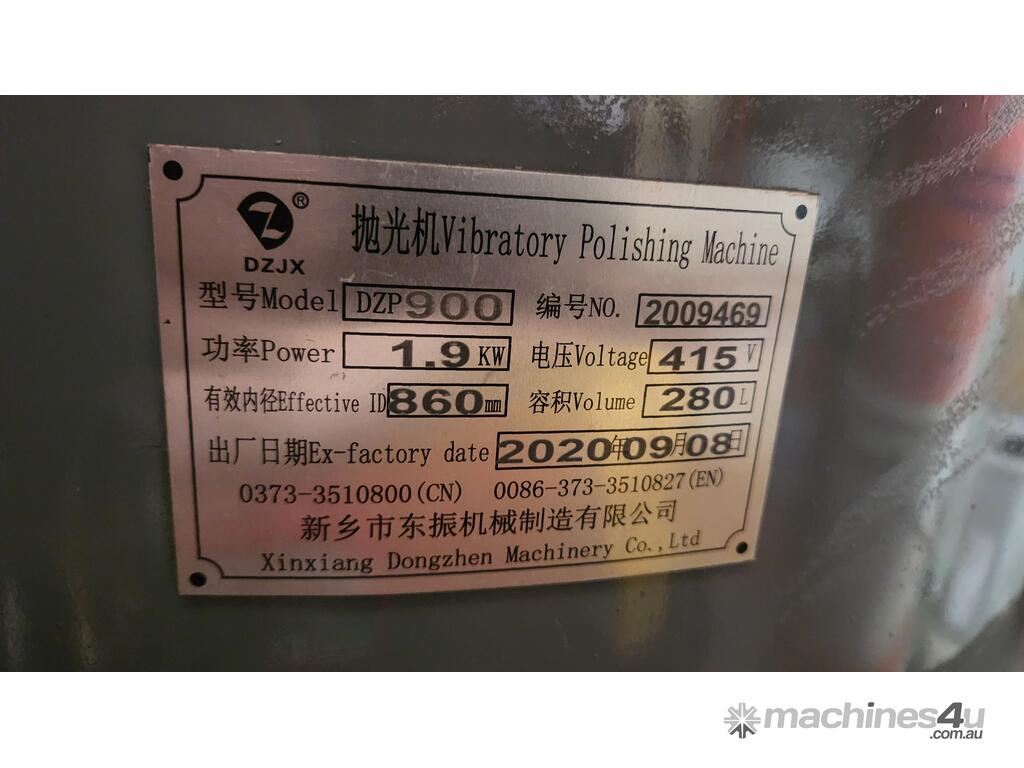 Z®
DZJX
抛光机Vibratory Polishing Machine
型号Model DZP900 编号NO. 2009469
功率Power 1.9 KW 电压Voltage 415 V
有效内径Effective ID 860 mm 容积Volume 280 L
出厂日期Ex-factory date 2020年09月08日
0373-3510800(CN) 0086-373-3510827(EN)
新乡市东振机械制造有限公司
Xinxiang Dongzhen Machinery Co.,Ltd
machines4u
.com.au